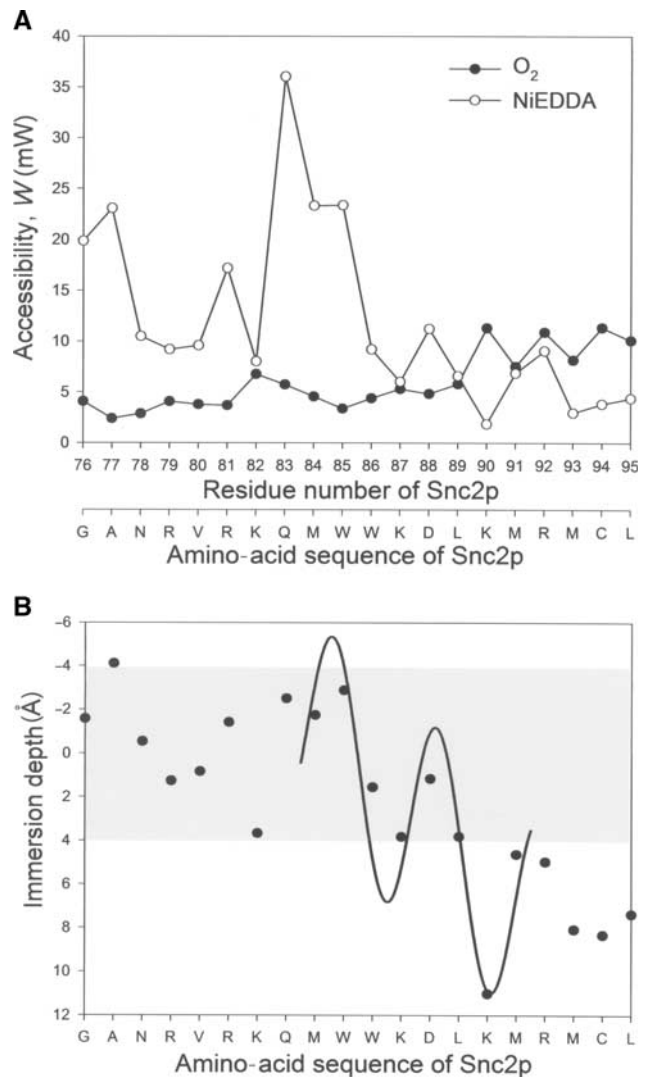 A
40
35
30
25
20
15
10
5
0
Accessibility, W (mW)
O2
NiEDDA
76 77 78 79 80 81 82 83 84 85 86 87 88 89 90 91 92 93 94 95
Residue number of Snc2p
G A N R V R K Q M W W K D L K M R M C L
Amino-acid sequence of Snc2p
B
–6
–4
–2
0
2
4
6
8
10
12
Immersion depth(Å)
G A N R V R K Q M W W K D L K M R M C L
Amino-acid sequence of Snc2p